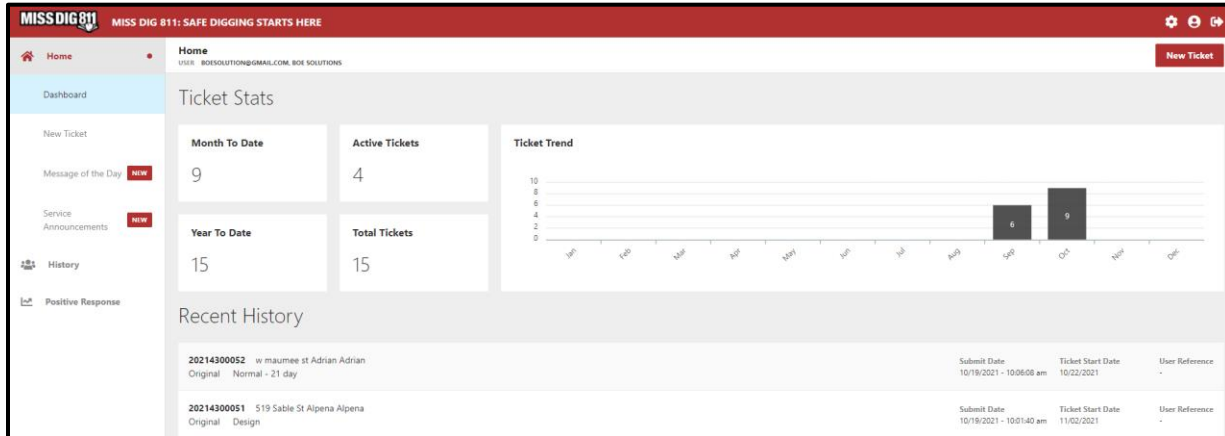 MISSDIG811 MISS DIG 811: SAFE DIGGING STARTS HERE
Home
Dashboard
New Ticket
Message of the Day NEW
Service
Announcements NEW
History
Positive Response
Home
USER BOESOLUTION@GMAIL.COM, BOE SOLUTIONS
New Ticket
Ticket Stats
Month To Date
9
Active Tickets
4
Year To Date
15
Total Tickets
15
Ticket Trend
10
8
6
4
2
0
6 9
Jan Feb Mar Apr May Jun Jul Aug Sep Oct Nov Dec
Recent History
20214300052 w maumee st Adrian Adrian
Original Normal - 21 day
Submit Date Ticket Start Date User Reference
10/19/2021 - 10:06:08 am 10/22/2021 -
20214300051 519 Sable St Alpena Alpena
Original Design
Submit Date Ticket Start Date User Reference
10/19/2021 - 10:01:40 am 11/02/2021 -